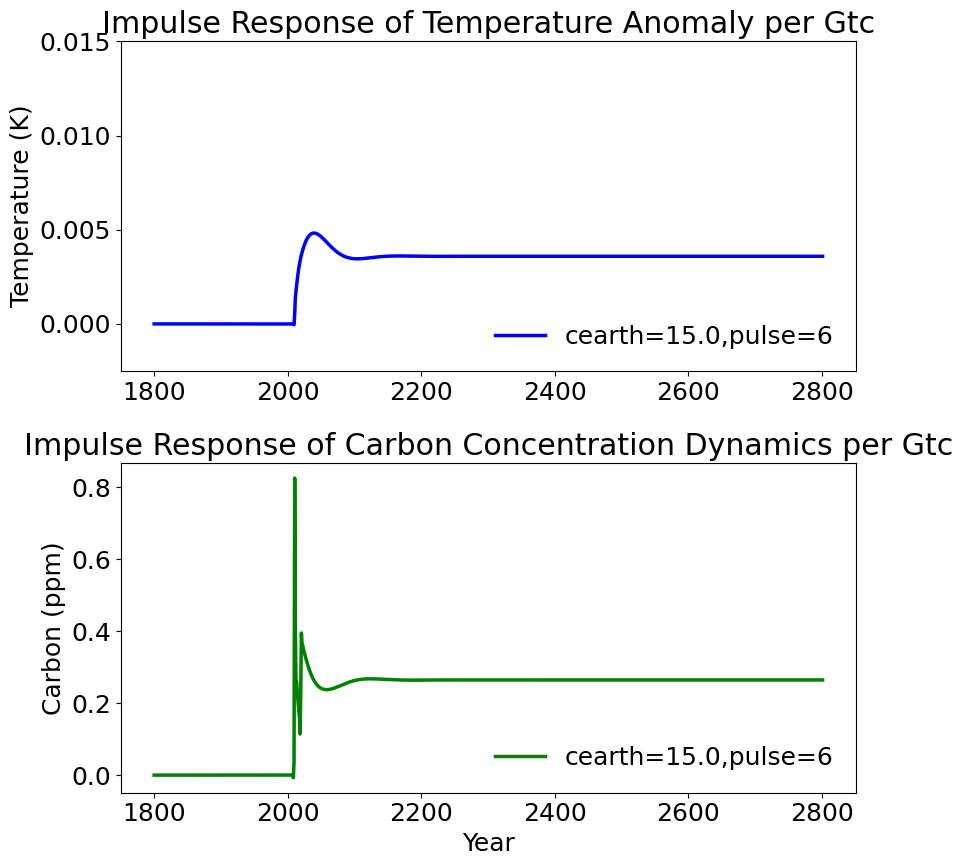 Impulse Response of Temperature Anomaly per Gtc
0.015
0.010
0.005
0.000
Temperature (K)
cearth=15.0,pulse=6
1800 2000 2200 2400 2600 2800
Impulse Response of Carbon Concentration Dynamics per Gtc
0.8
0.6
0.4
0.2
0.0
Carbon (ppm)
cearth=15.0,pulse=6
1800 2000 2200 2400 2600 2800
Year